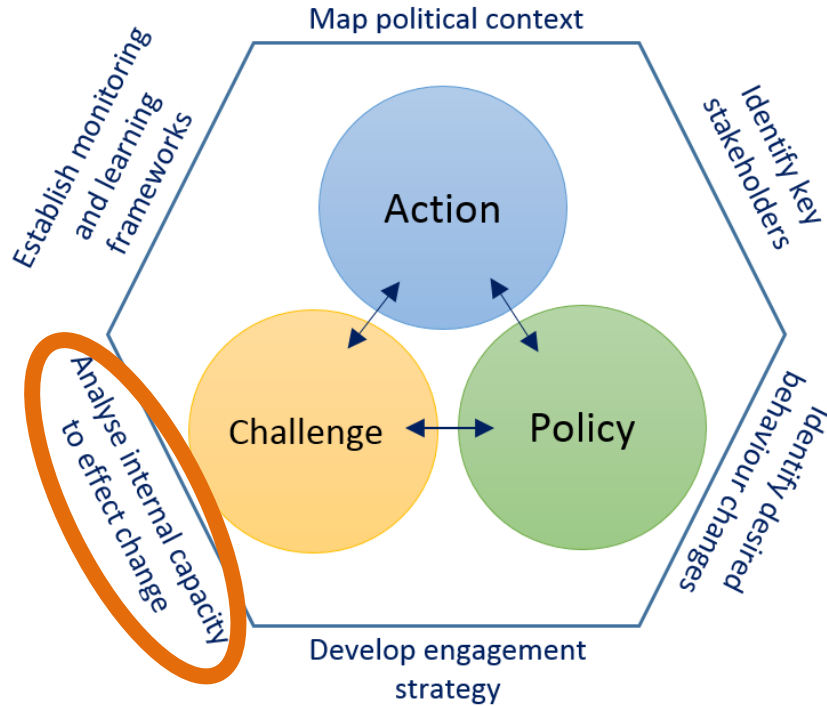 Map political context
Establish monitoring
and learning
frameworks
Identify key
stakeholders
Action
Challenge
Policy
Analyse internal capacity
to effect change
Identify desired
behaviour changes
Develop engagement
strategy